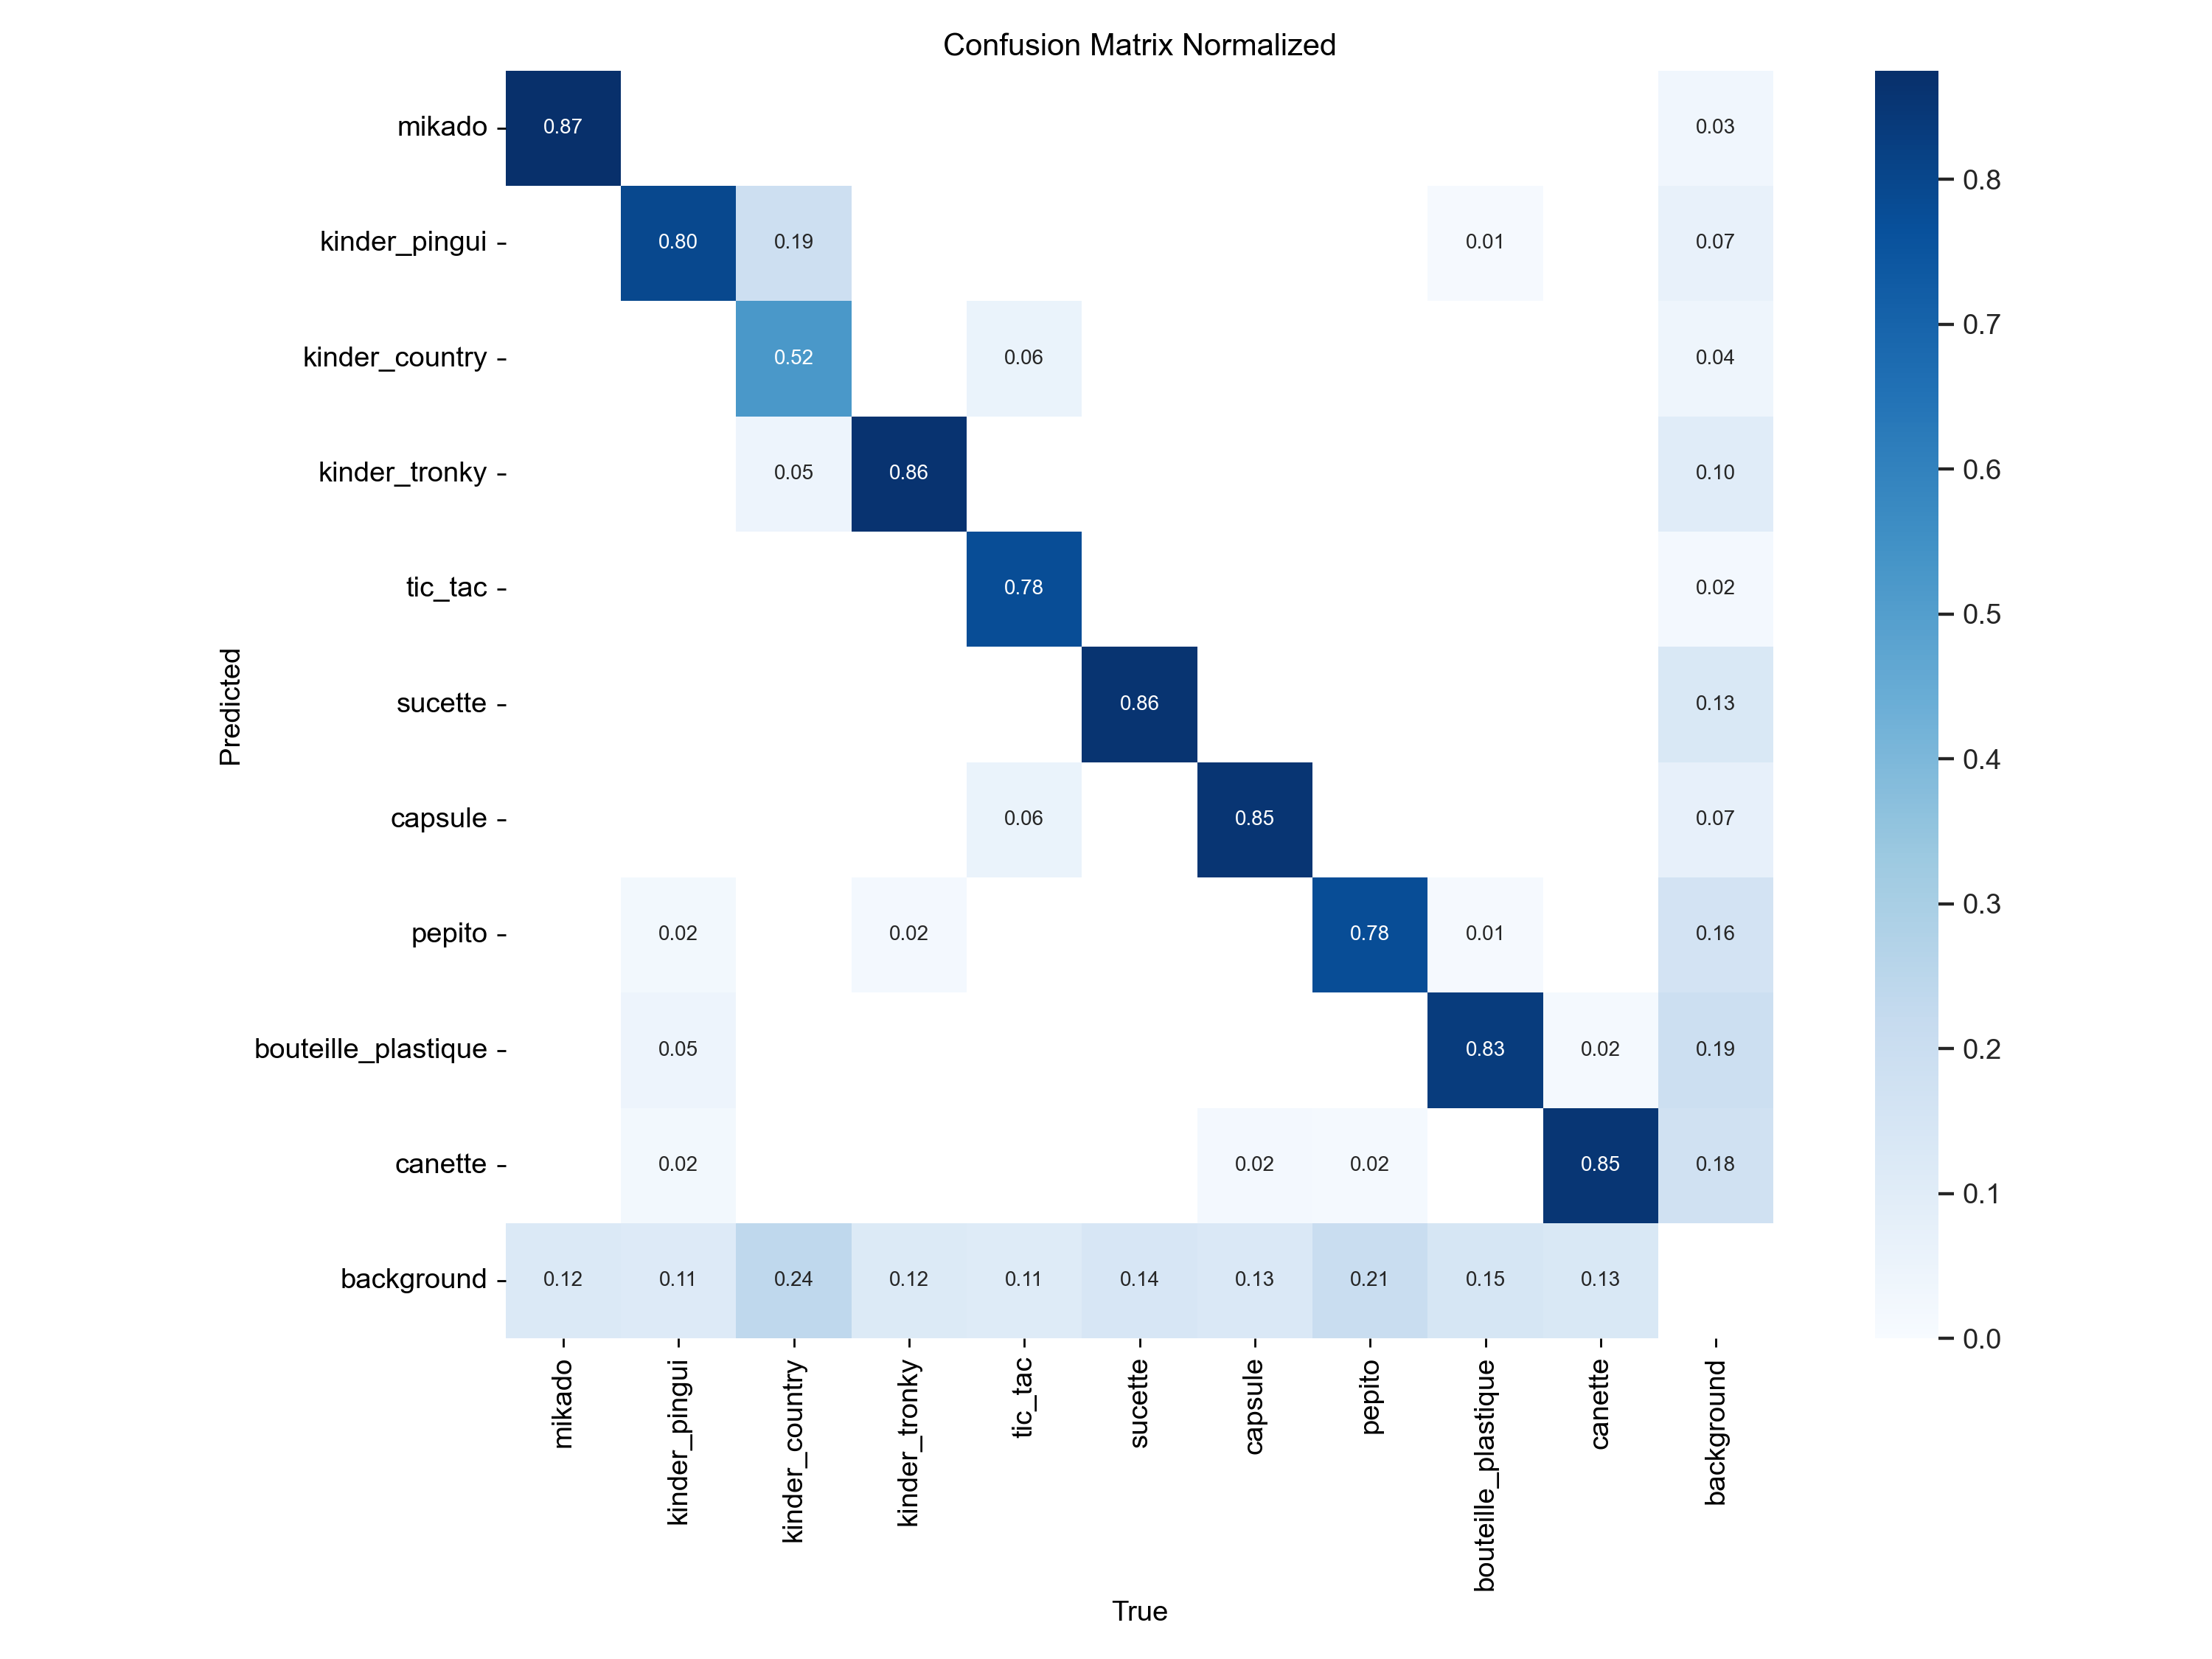 Confusion Matrix Normalized
mikado 0.87 0.03
kinder_pingui 0.80 0.19 0.01 0.07
kinder_country 0.52 0.06 0.04
kinder_tronky 0.05 0.86 0.10
tic_tac 0.78 0.02
sucette 0.86 0.13
capsule 0.06 0.85 0.07
pepito 0.02 0.02 0.78 0.01 0.16
bouteille_plastique 0.05 0.83 0.02 0.19
canette 0.02 0.02 0.02 0.85 0.18
background 0.12 0.11 0.24 0.12 0.11 0.14 0.13 0.21 0.15 0.13
Predicted
mikado
kinder_pingui
kinder_country
kinder_tronky
tic_tac
sucette
capsule
pepito
bouteille_plastique
canette
background
True
0.8
0.7
0.6
0.5
0.4
0.3
0.2
0.1
0.0